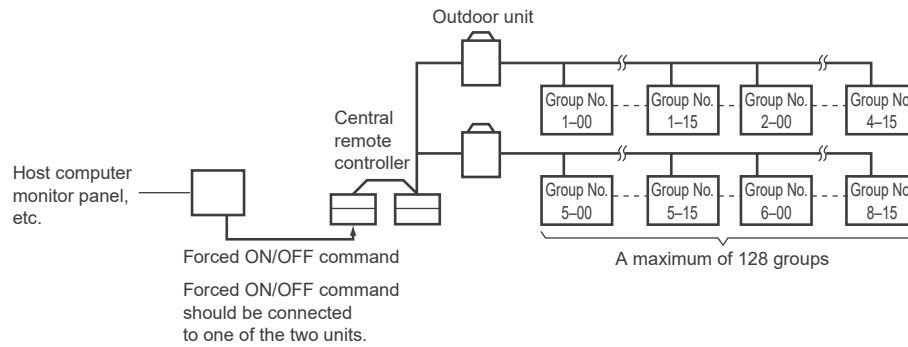 Outdoor unit
Central
remote
controller
Host computer
monitor panel,
etc.
Group No.
1–00
Group No.
1–15
Group No.
2–00
Group No.
4–15
Group No.
5–00
Group No.
5–15
Group No.
6–00
Group No.
8–15
Forced ON/OFF command
A maximum of 128 groups
Forced ON/OFF command
should be connected
to one of the two units.